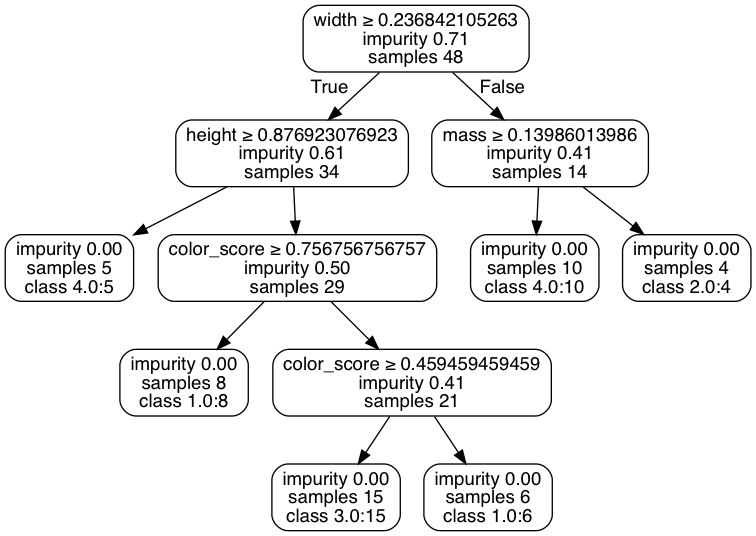 width ≥ 0.236842105263
impurity 0.71
samples 48
True
False
height ≥ 0.876923076923
impurity 0.61
samples 34
mass ≥ 0.13986013986
impurity 0.41
samples 14
impurity 0.00
samples 5
class 4.0:5
color_score ≥ 0.756756756757
impurity 0.50
samples 29
impurity 0.00
samples 10
class 4.0:10
impurity 0.00
samples 4
class 2.0:4
impurity 0.00
samples 8
class 1.0:8
color_score ≥ 0.459459459459
impurity 0.41
samples 21
impurity 0.00
samples 15
class 3.0:15
impurity 0.00
samples 6
class 1.0:6